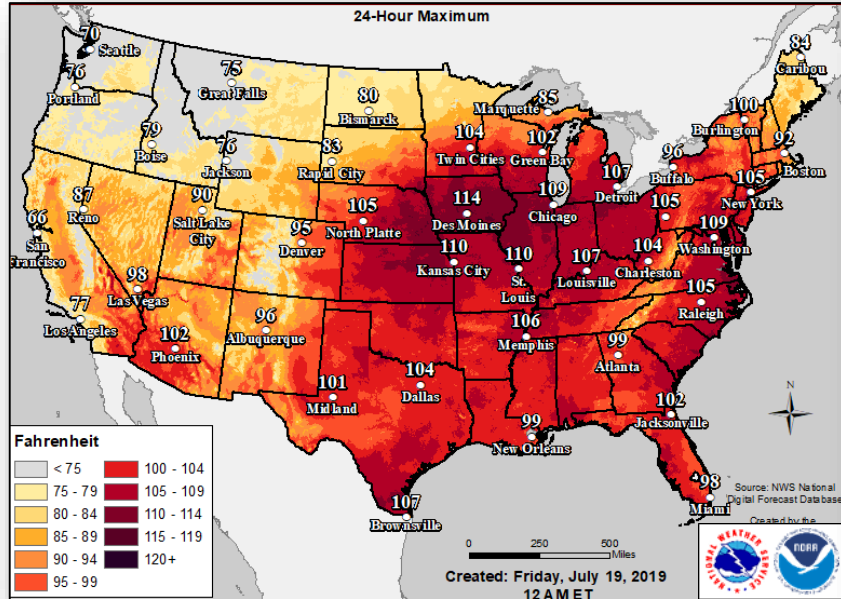 24-Hour Maximum
70
Seattle
76
Portland
75
Great Falls
80
Bismarck
79
Boise
76
Jackson
83
Rapid City
104
Twin Cities
Marquette
85
102
Green Bay
84
Caribou
100
Burlington
92
Boston
96
Buffalo
107
Detroit
105
New York
105
109
Washington
87
Reno
90
Salt Lake
City
66
San
Francisco
95
Denver
105
North Platte
114
Des Moines
109
Chicago
110
Kansas City
110
St.
Louis
107
Louisville
104
Charleston
105
Raleigh
98
Las Vegas
77
Los Angeles
102
Phoenix
96
Albuquerque
106
Memphis
99
Atlanta
101
Midland
104
Dallas
99
New Orleans
102
Jacksonville
98
Miami
107
Brownsville
N
Fahrenheit
< 75
75 - 79
80 - 84
85 - 89
90 - 94
95 - 99
100 - 104
105 - 109
110 - 114
115 - 119
120+
0 250 500
Miles
Created: Friday, July 19, 2019
12AM ET
Source: NWS National
Digital Forecast Database
Created by the
NATIONAL WEATHER SERVICE
NOAA